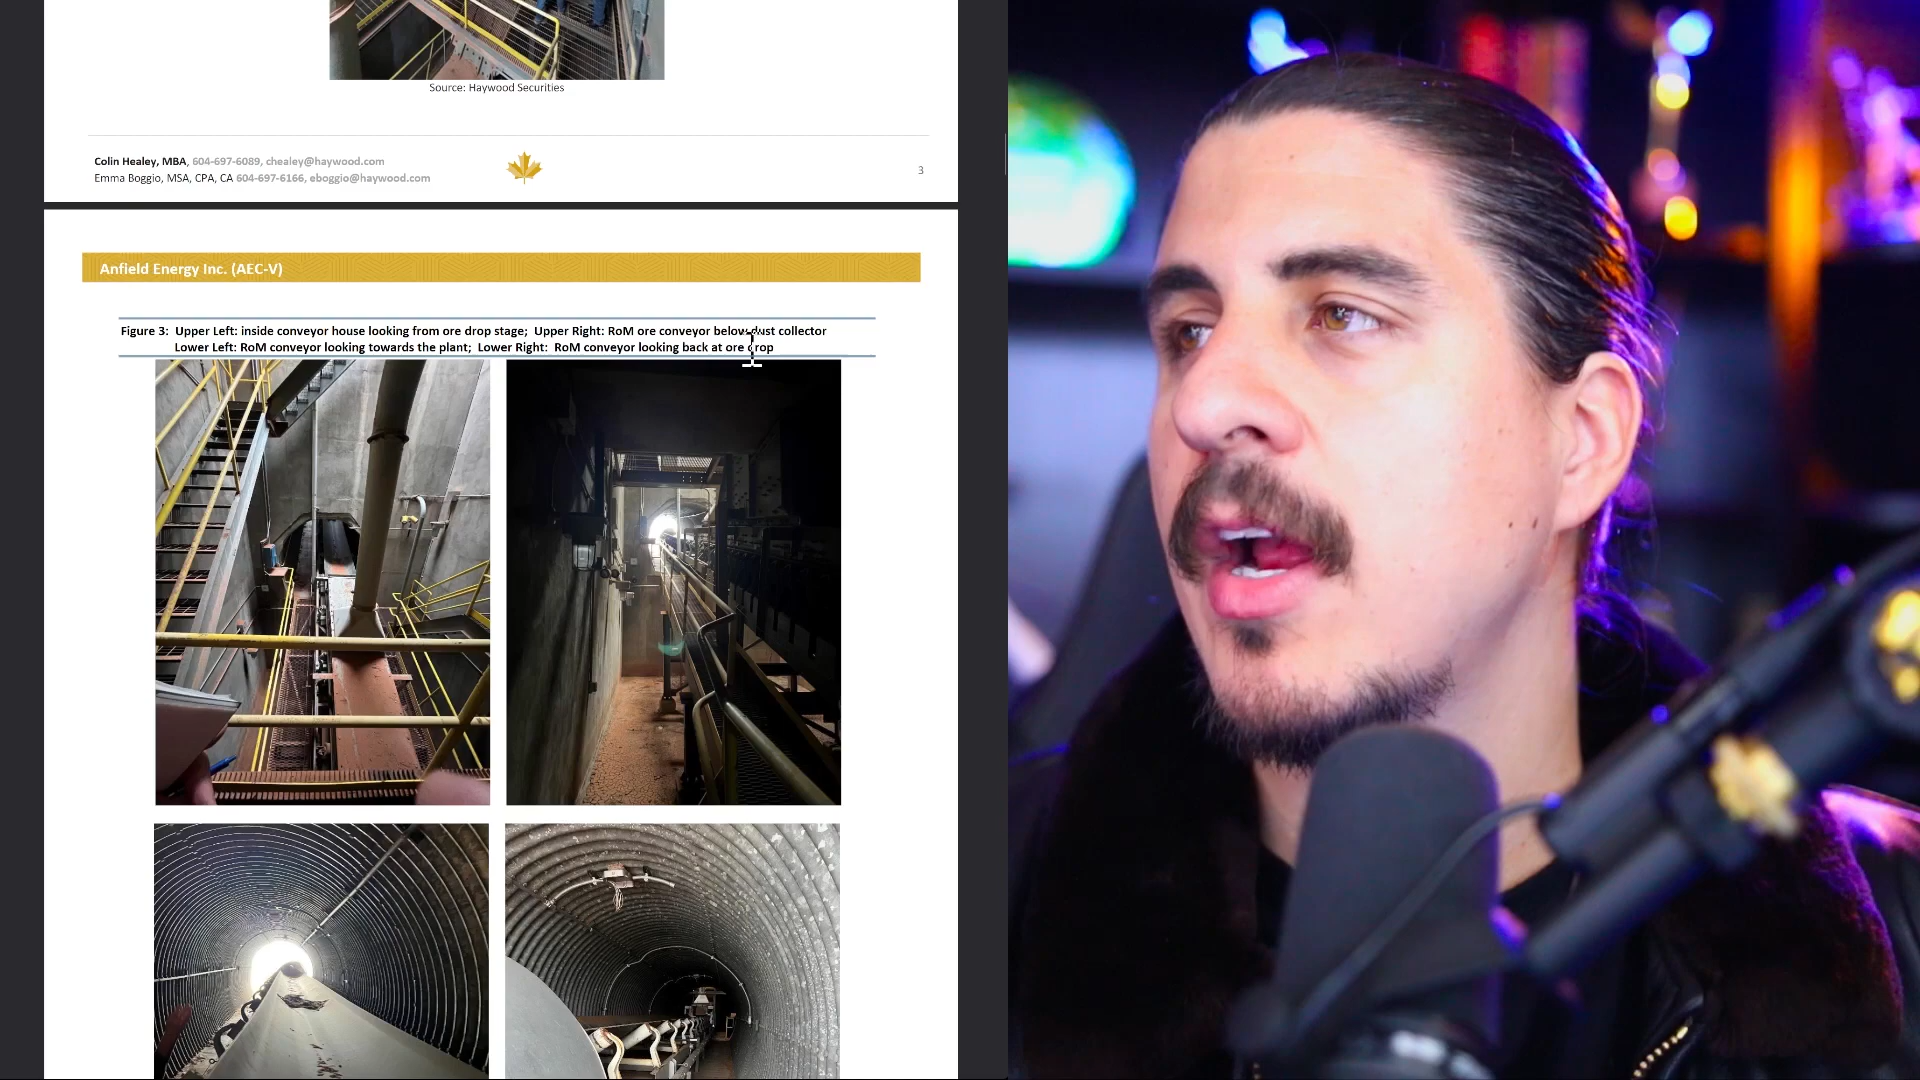 Source: Haywood Securities
Colin Healey, MBA, 604-697-6089, chealey@haywood.com
Emma Boggio, MSA, CPA, CA 604-697-6166, eboggio@haywood.com
3
Anfield Energy Inc. (AEC-V)
Figure 3: Upper Left: inside conveyor house looking from ore drop stage; Upper Right: RoM ore conveyor below dust collector
Lower Left: RoM conveyor looking towards the plant; Lower Right: RoM conveyor looking back at ore drop